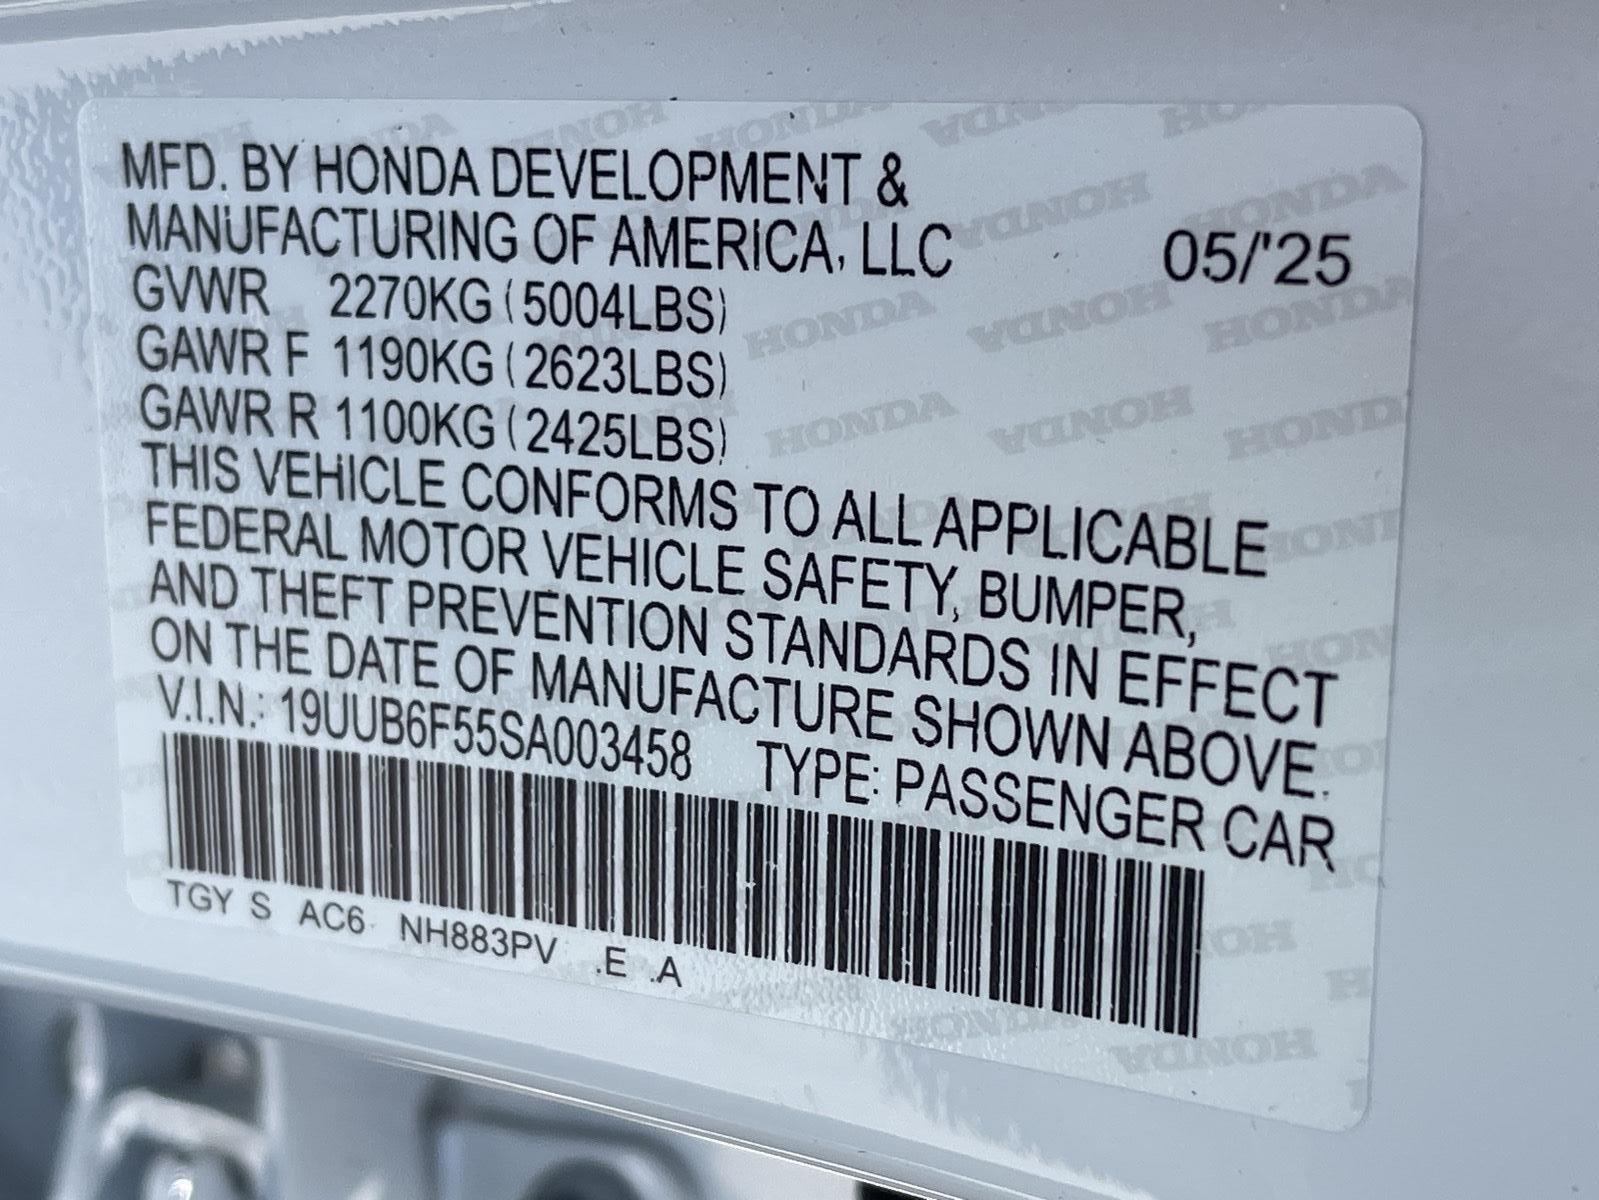 MFD. BY HONDA DEVELOPMENT &
MANUFACTURING OF AMERICA, LLC 05/'25
GVWR 2270KG (5004LBS)
GAWR F 1190KG (2623LBS)
GAWR R 1100KG (2425LBS)
THIS VEHICLE CONFORMS TO ALL APPLICABLE
FEDERAL MOTOR VEHICLE SAFETY, BUMPER,
AND THEFT PREVENTION STANDARDS IN EFFECT
ON THE DATE OF MANUFACTURE SHOWN ABOVE.
V.I.N.: 19UUB6F55SA003458 TYPE: PASSENGER CAR
TGY S AC6 NH883PV .E .A